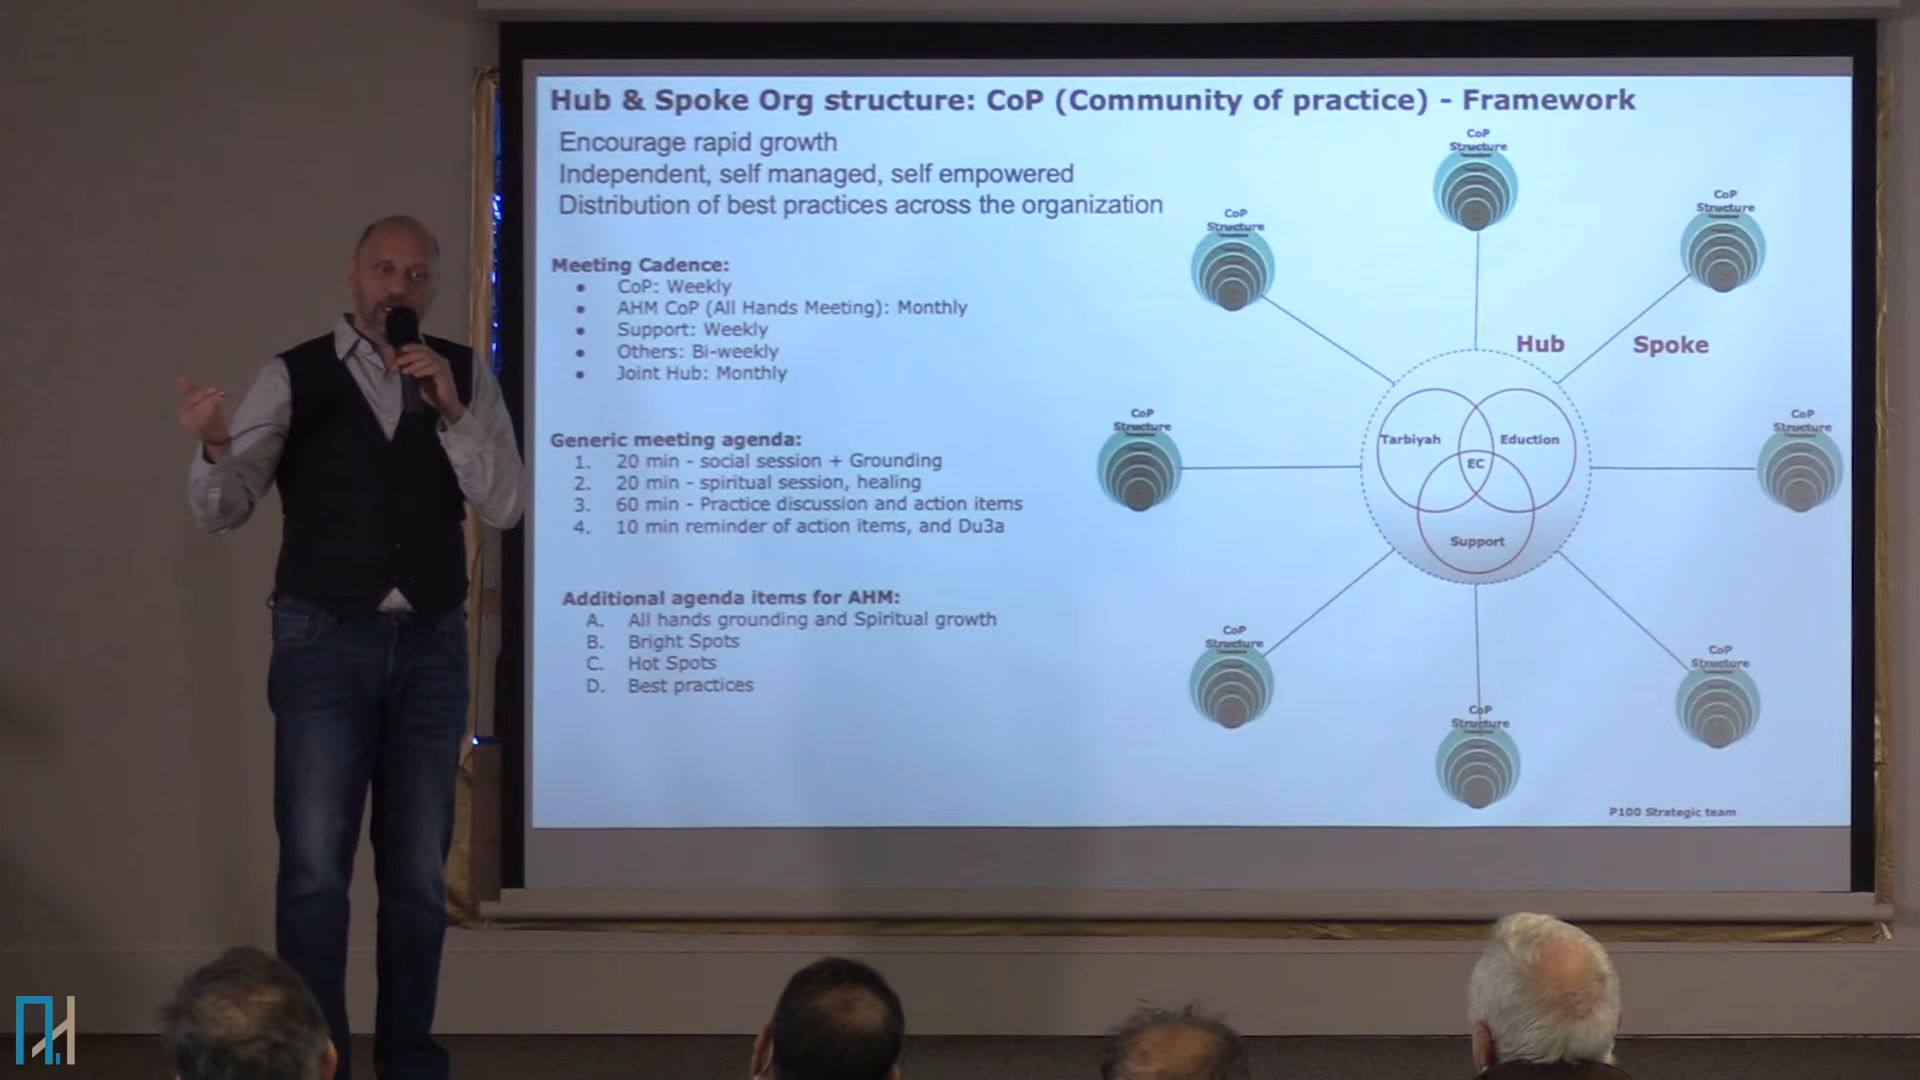 Hub & Spoke Org structure: CoP (Community of practice) - Framework
Encourage rapid growth
Independent, self managed, self empowered
Distribution of best practices across the organization
Meeting Cadence:
• CoP: Weekly
• AHM CoP (All Hands Meeting): Monthly
• Support: Weekly
• Others: Bi-weekly
• Joint Hub: Monthly
Generic meeting agenda:
1. 20 min - social session + Grounding
2. 20 min - spiritual session, healing
3. 60 min - Practice discussion and action items
4. 10 min reminder of action items, and Du3a
Additional agenda items for AHM:
A. All hands grounding and Spiritual growth
B. Bright Spots
C. Hot Spots
D. Best practices
CoP
Structure
CoP
Structure
CoP
Structure
Hub
Spoke
CoP
Structure
Tarbiyah
Eduction
EC
Support
CoP
Structure
CoP
Structure
CoP
Structure
CoP
Structure
P100 Strategic team